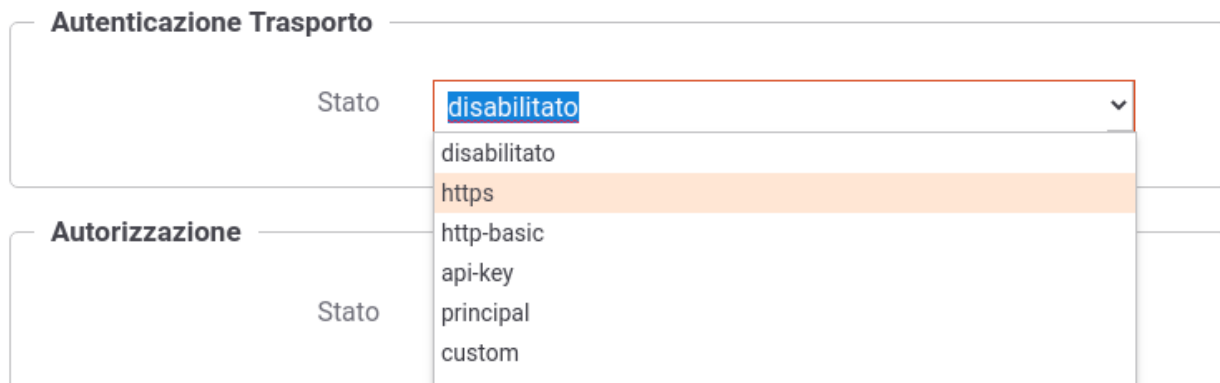 Autenticazione Trasporto
Stato disabilitato
disabilitato
https
http-basic
api-key
principal
custom
Autorizzazione
Stato